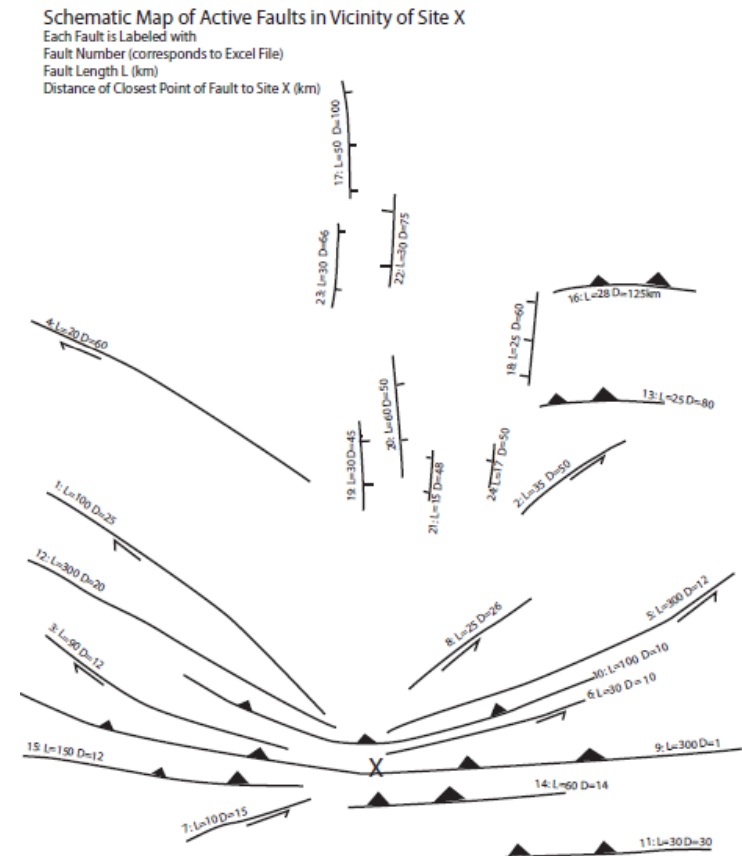 Schematic Map of Active Faults in Vicinity of Site X
Each Fault is Labeled with
Fault Number (corresponds to Excel File)
Fault Length L (km)
Distance of Closest Point of Fault to Site X (km)
17: L=50 D=100
22: L=30 D=75
23: L=30 D=66
16: L=28 D=125km
18: L=25 D=60
4: L=20 D=60
13: L=25 D=80
20: L=60 D=50
19: L=30 D=45
21: L=15 D=48
24: L=17 D=50
2: L=35 D=50
1: L=100 D=25
12: L=300 D=20
3: L=90 D=12
8: L=25 D=26
5: L=300 D=12
10: L=100 D=10
6: L=30 D=10
15: L=150 D=12
9: L=300 D=1
X
14: L=60 D=14
7: L=10 D=15
11: L=30 D=30